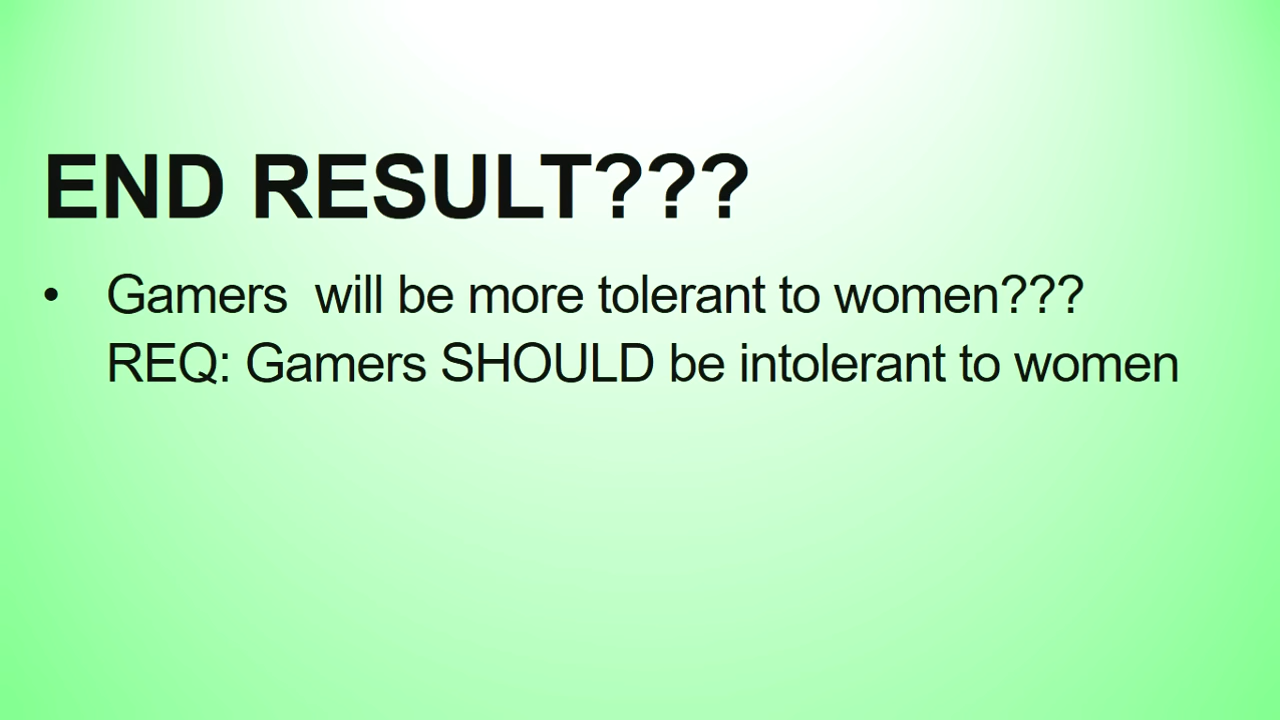 END RESULT???
• Gamers  will be more tolerant to women???
REQ: Gamers SHOULD be intolerant to women